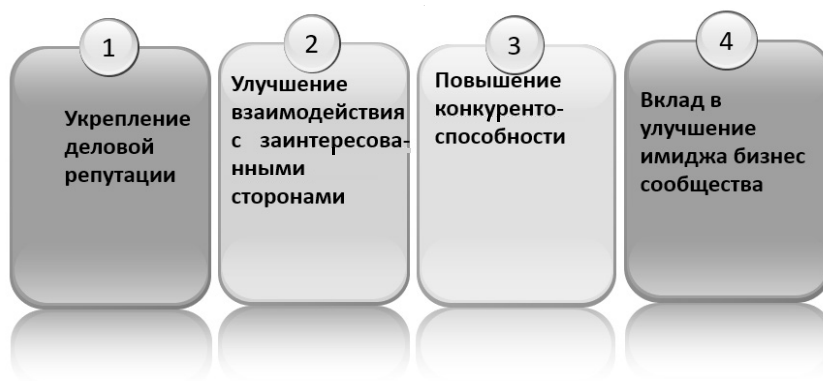 1
Укрепление
деловой
репутации
2
Улучшение
взаимодействия
с заинтересова-
нными
сторонами
3
Повышение
конкуренто-
способности
4
Вклад в
улучшение
имиджа бизнес
сообщества